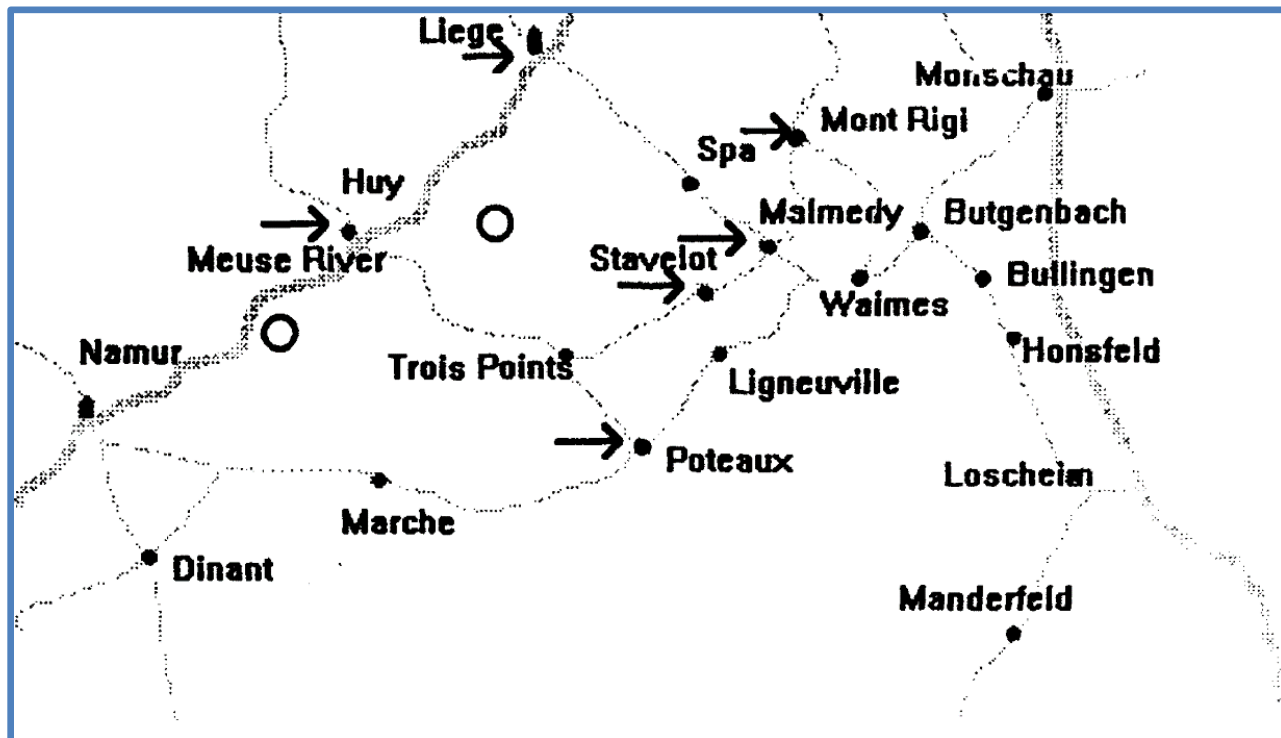 Liege
Monschau
Mont Rigi
Spa
Huy
Malmedy
Butgenbach
Meuse River
Stavelot
Bullingen
Waimes
Namur
Trois Points
Ligneuville
Honsfeld
Poteaux
Loscheim
Marche
Dinant
Manderfeld